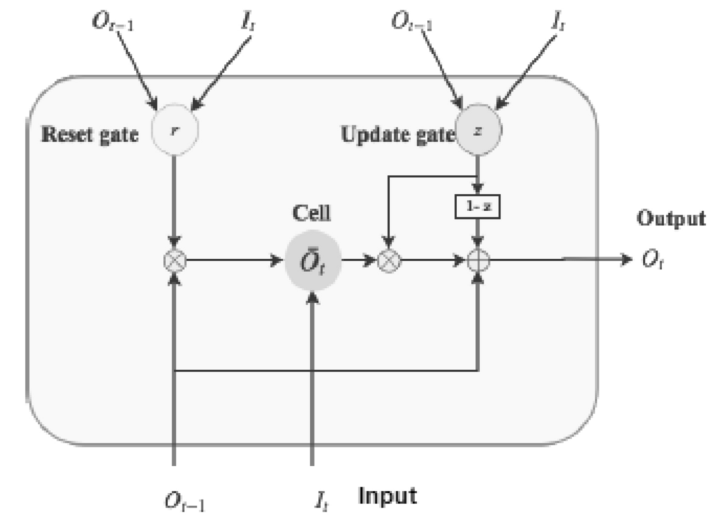 Oₜ₋₁ Iₜ Oₜ₋₁ Iₜ
Reset gate r Update gate z
1- z
Cell
Output
Ōₜ Oₜ
Oₜ₋₁ Iₜ Input